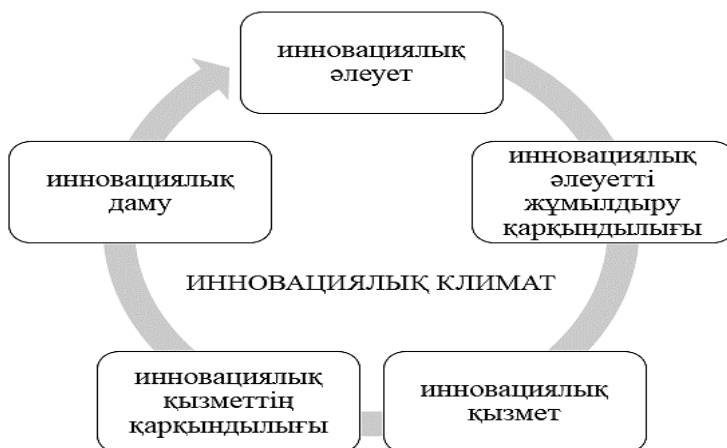 инновациялық
әлеует
инновациялық
әлеуетті
жұмылдыру
қарқындылығы
инновациялық
қызмет
инновациялық
қызметтің
қарқындылығы
инновациялық
даму
ИННОВАЦИЯЛЫҚ КЛИМАТ